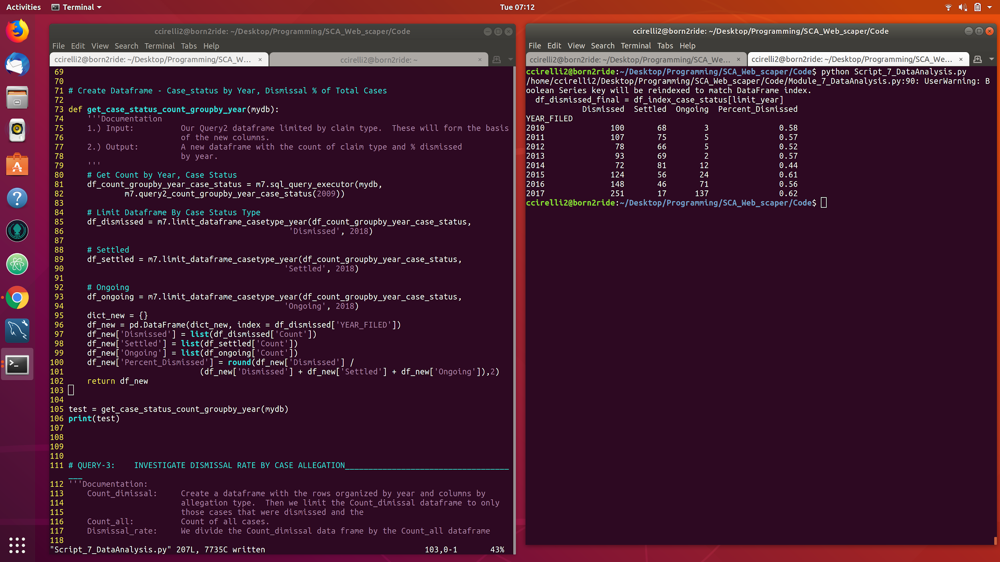 Activities Terminal Tue 07:12
ccirelli2@born2ride: ~/Desktop/Programming/SCA_Web_scaper/Code
File Edit View Search Terminal Tabs Help
ccirelli2@born2ride: ~/Desktop/Programming/SCA_W... × ccirelli2@born2ride: ~ ×
69
70
71 # Create Dataframe - Case_status by Year, Dismissal % of Total Cases
72
73 def get_case_status_count_groupby_year(mydb):
74     '''Documentation
75     1.) Input:          Our Query2 dataframe limited by claim type.  These will form the basis
76                         of the new columns.
77     2.) Output:         A new dataframe with the count of claim type and % dismissed
78                         by year.
79     '''
80     # Get Count by Year, Case Status
81     df_count_groupby_year_case_status = m7.sql_query_executor(mydb,
82             m7.query2_count_groupby_year_case_status(2009))
83
84     # Limit Dataframe By Case Status Type
85     df_dismissed = m7.limit_dataframe_casetype_year(df_count_groupby_year_case_status,
86                                                'Dismissed', 2018)
87
88     # Settled
89     df_settled = m7.limit_dataframe_casetype_year(df_count_groupby_year_case_status,
90                                               'Settled', 2018)
91
92     # Ongoing
93     df_ongoing = m7.limit_dataframe_casetype_year(df_count_groupby_year_case_status,
94                                               'Ongoing', 2018)
95     dict_new = {}
96     df_new = pd.DataFrame(dict_new, index = df_dismissed['YEAR_FILED'])
97     df_new['Dismissed'] = list(df_dismissed['Count'])
98     df_new['Settled'] = list(df_settled['Count'])
99     df_new['Ongoing'] = list(df_ongoing['Count'])
100     df_new['Percent_Dismissed'] = round(df_new['Dismissed'] /
101                             (df_new['Dismissed'] + df_new['Settled'] + df_new['Ongoing']),2)
102     return df_new
103
104
105 test = get_case_status_count_groupby_year(mydb)
106 print(test)
107
108
109
110
111 # QUERY-3:    INVESTIGATE DISMISSAL RATE BY CASE ALLEGATION___________________________________
___
112 '''Documentation:
113     Count_dimissal:     Create a dataframe with the rows organized by year and columns by
114                         allegation type.  Then we limit the Count_dimissal dataframe to only
115                         those cases that were dismissed and the
116     Count_all:          Count of all cases.
117     Dismissal_rate:     We divide the Count_dimissal data frame by the Count_all dataframe
118
"Script_7_DataAnalysis.py" 207L, 7735C written 103,0-1 43%
ccirelli2@born2ride: ~/Desktop/Programming/SCA_Web_scaper/Code
File Edit View Search Terminal Tabs Help
ccirelli2@born2ride: ~/Desktop/Programming/SCA_We... × ccirelli2@born2ride: ~/Desktop/Programming/SCA_We... ×
ccirelli2@born2ride:~/Desktop/Programming/SCA_Web_scaper/Code$ python Script_7_DataAnalysis.py
/home/ccirelli2/Desktop/Programming/SCA_Web_scaper/Code/Module_7_DataAnalysis.py:90: UserWarning: B
oolean Series key will be reindexed to match DataFrame index.
  df_dismissed_final = df_index_case_status[limit_year]
            Dismissed  Settled  Ongoing  Percent_Dismissed
YEAR_FILED
2010              100       68        3               0.58
2011              107       75        5               0.57
2012               78       66        5               0.52
2013               93       69        2               0.57
2014               72       81       12               0.44
2015              124       56       24               0.61
2016              148       46       71               0.56
2017              251       17      137               0.62
ccirelli2@born2ride:~/Desktop/Programming/SCA_Web_scaper/Code$